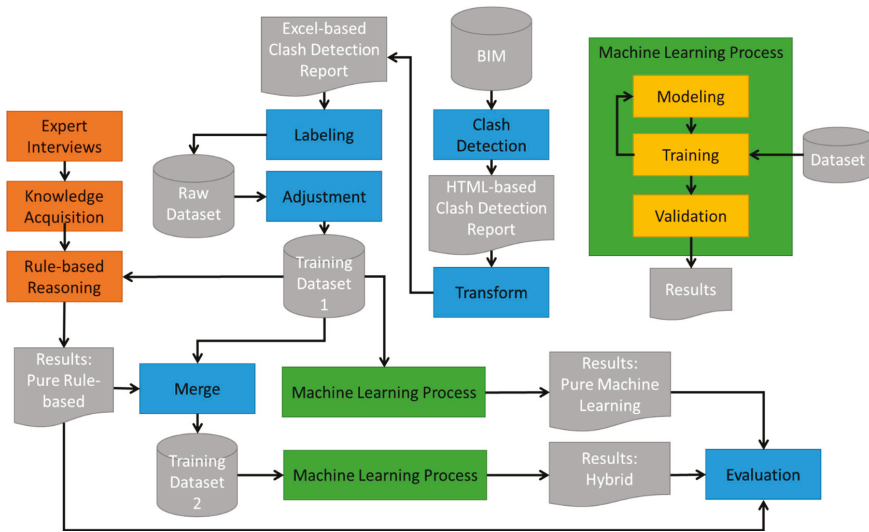 Excel-based
Clash Detection
Report
BIM
Machine Learning Process
Modeling
Training
Validation
Dataset
Results
Labeling
Clash
Detection
Expert
Interviews
Knowledge
Acquisition
Rule-based
Reasoning
Raw
Dataset
Adjustment
HTML-based
Clash Detection
Report
Training
Dataset
1
Transform
Results:
Pure Rule-
based
Merge
Machine Learning Process
Results:
Pure Machine
Learning
Training
Dataset
2
Machine Learning Process
Results:
Hybrid
Evaluation